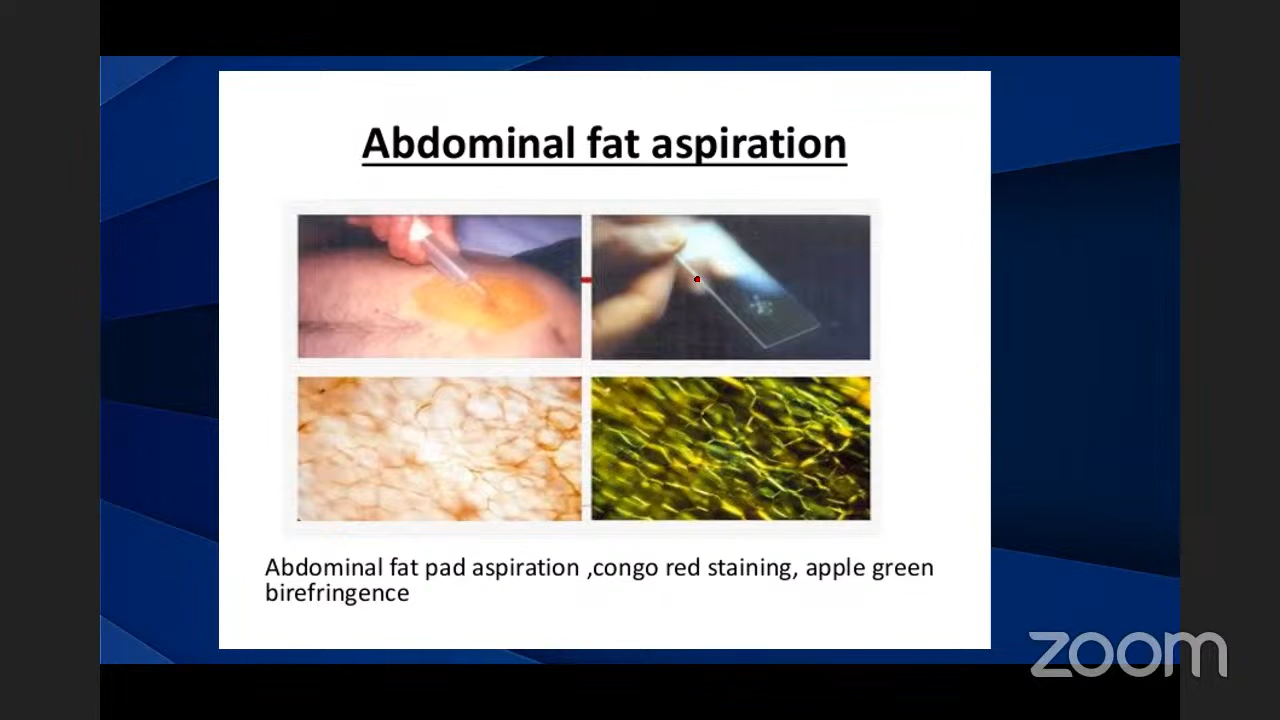 Abdominal fat aspiration
Abdominal fat pad aspiration ,congo red staining, apple green
birefringence
zoom